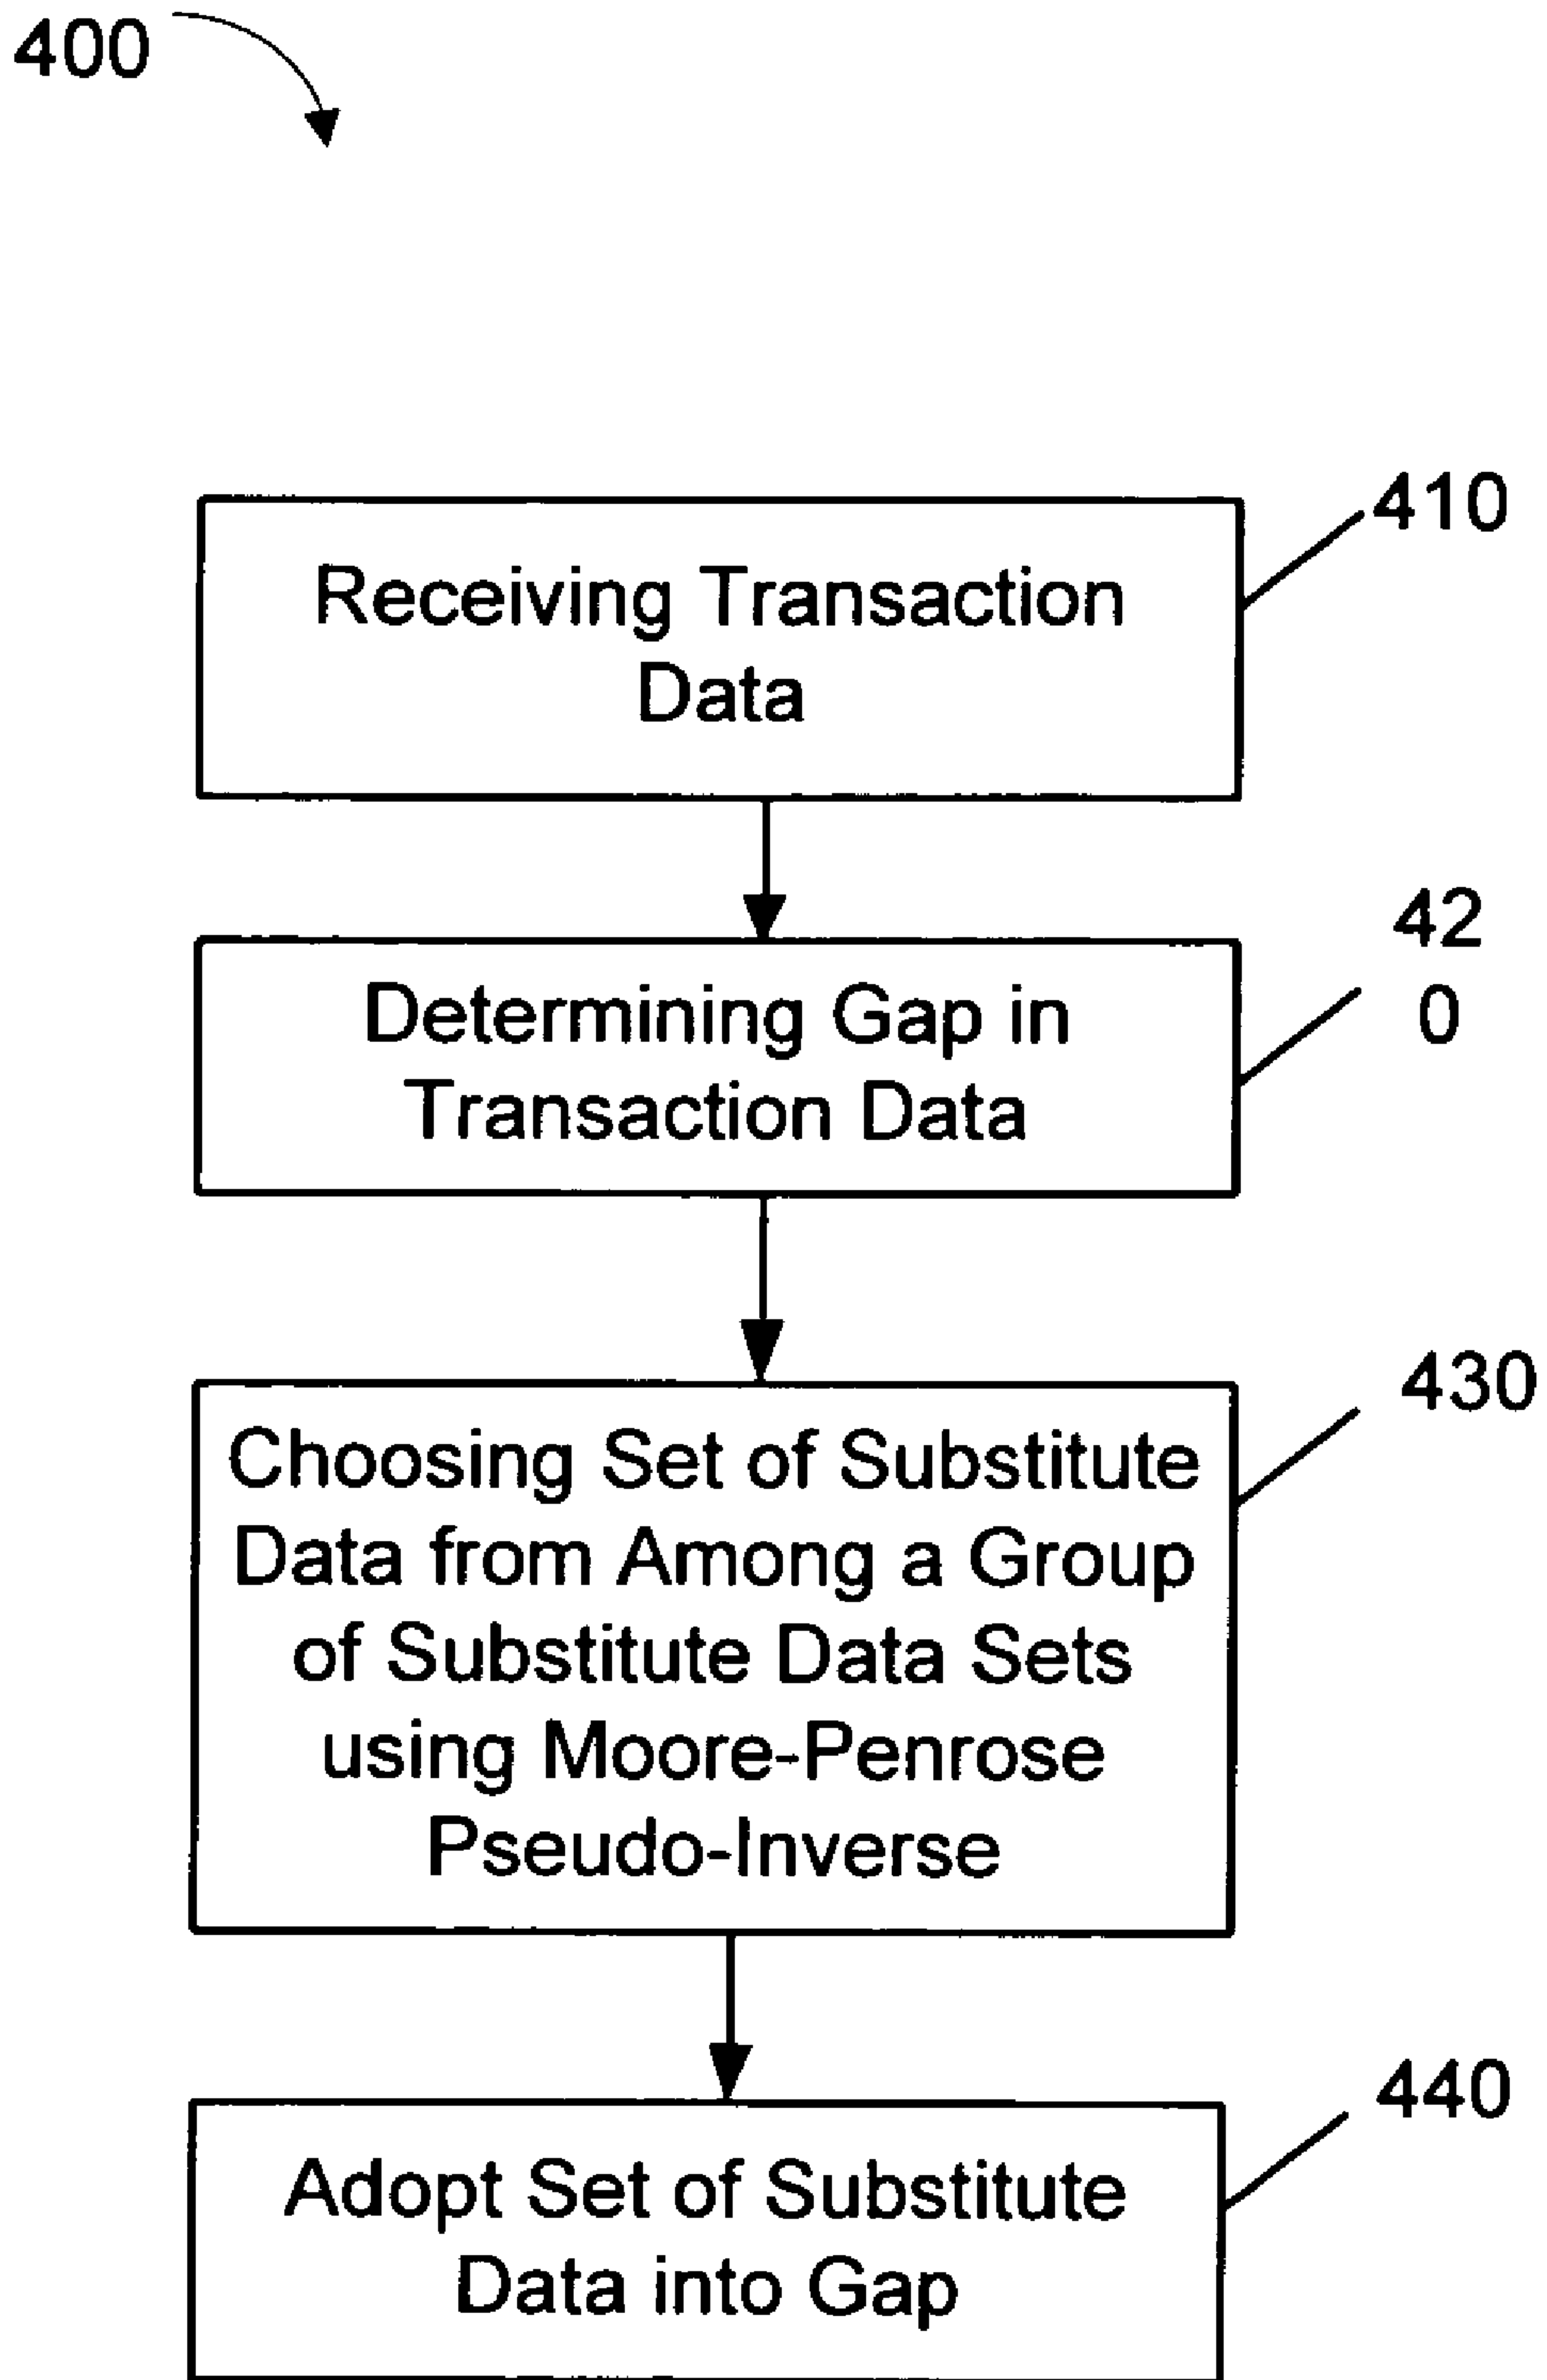 400
410
Receiving Transaction
Data
42
0
Determining Gap in
Transaction Data
430
Choosing Set of Substitute
Data from Among a Group
of Substitute Data Sets
using Moore-Penrose
Pseudo-Inverse
440
Adopt Set of Substitute
Data into Gap